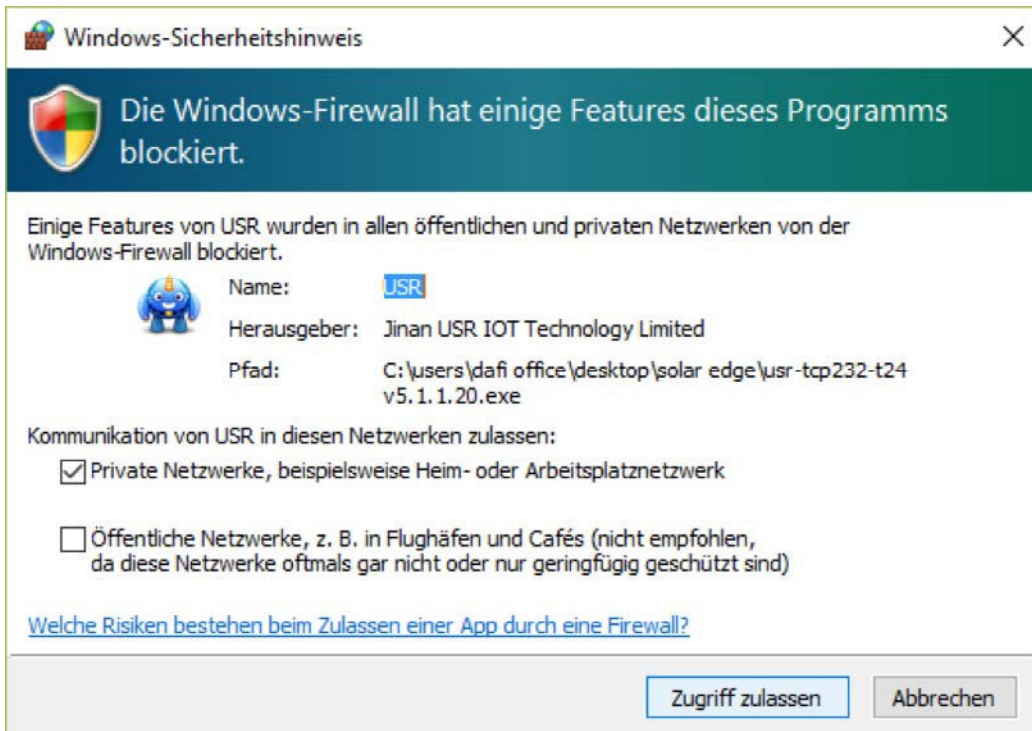 Windows-Sicherheitshinweis
Die Windows-Firewall hat einige Features dieses Programms
blockiert.
Einige Features von USR wurden in allen öffentlichen und privaten Netzwerken von der
Windows-Firewall blockiert.
Name: USR
Herausgeber: Jinan USR IOT Technology Limited
Pfad: C:\users\dafi office\desktop\solar edge\usr-tcp232-t24
v5.1.1.20.exe
Kommunikation von USR in diesen Netzwerken zulassen:
Private Netzwerke, beispielsweise Heim- oder Arbeitsplatznetzwerk
Öffentliche Netzwerke, z. B. in Flughäfen und Cafés (nicht empfohlen,
da diese Netzwerke oftmals gar nicht oder nur geringfügig geschützt sind)
Welche Risiken bestehen beim Zulassen einer App durch eine Firewall?
Zugriff zulassen Abbrechen